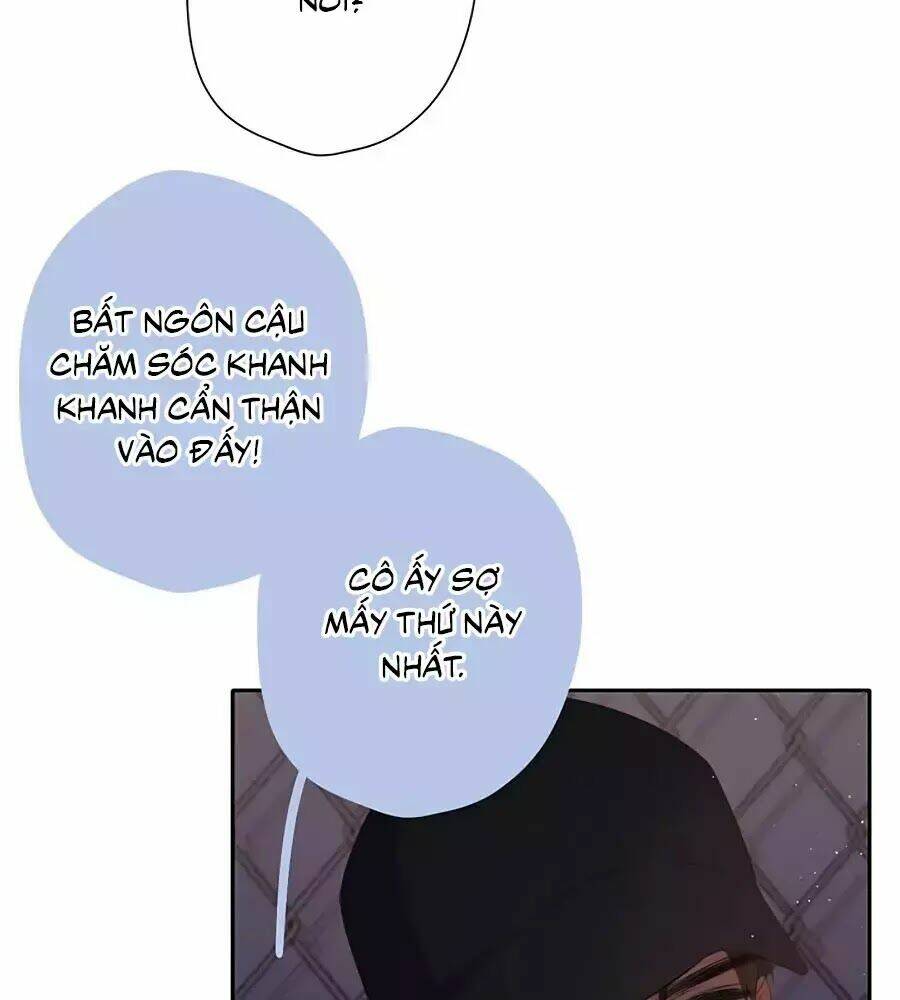 BẤT NGÔN CẬU
CHĂM SÓC KHANH
KHANH CẨN THẬN
VÀO ĐẤY!
CÔ ẤY SỢ
MẤY THỨ NÀY
NHẤT.